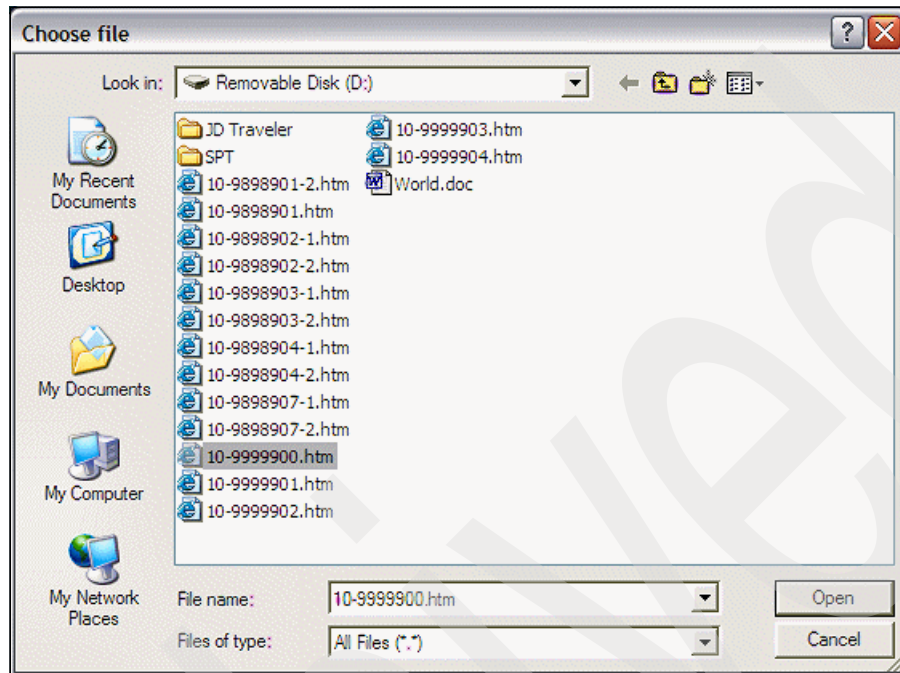 Choose file
Look in: Removable Disk (D:)
My Recent Documents
Desktop
My Documents
My Computer
My Network Places
JD Traveler
SPT
10-9898901-2.htm
10-9898901.htm
10-9898902-1.htm
10-9898902-2.htm
10-9898903-1.htm
10-9898903-2.htm
10-9898904-1.htm
10-9898904-2.htm
10-9898907-1.htm
10-9898907-2.htm
10-9999900.htm
10-9999901.htm
10-9999902.htm
10-9999903.htm
10-9999904.htm
World.doc
File name: 10-9999900.htm Open
Files of type: All Files (*.*) Cancel